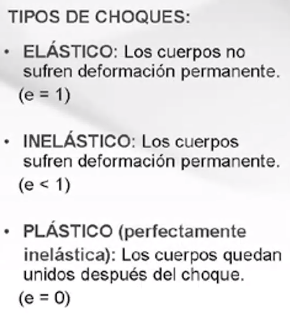 TIPOS DE CHOQUES:
• ELÁSTICO: Los cuerpos no
sufren deformación permanente.
(e = 1)
• INELÁSTICO: Los cuerpos
sufren deformación permanente.
(e < 1)
• PLÁSTICO (perfectamente
inelástica): Los cuerpos quedan
unidos después del choque.
(e = 0)